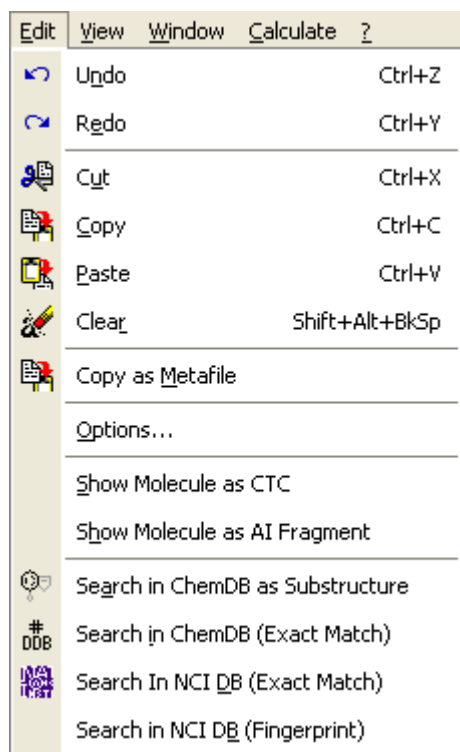 Edit View Window Calculate ?
Undo Ctrl+Z
Redo Ctrl+Y
Cut Ctrl+X
Copy Ctrl+C
Paste Ctrl+V
Clear Shift+Alt+BkSp
Copy as Metafile
Options...
Show Molecule as CTC
Show Molecule as AI Fragment
Search in ChemDB as Substructure
# DDB Search in ChemDB (Exact Match)
Search In NCI DB (Exact Match)
Search in NCI DB (Fingerprint)